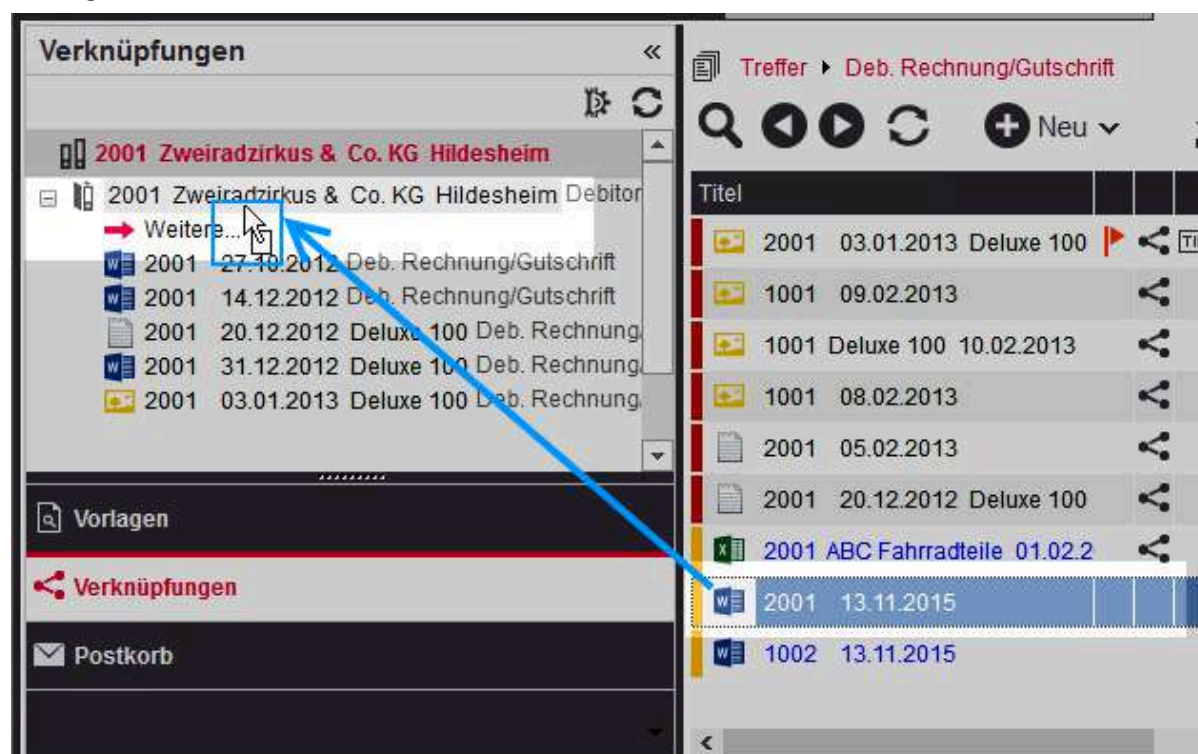 Verknüpfungen «
2001 Zweiradzirkus & Co. KG Hildesheim
2001 Zweiradzirkus & Co. KG Hildesheim Debitor
Weitere...
2001 27.10.2012 Deb. Rechnung/Gutschrift
2001 14.12.2012 Deb. Rechnung/Gutschrift
2001 20.12.2012 Deluxe 100 Deb. Rechnung
2001 31.12.2012 Deluxe 100 Deb. Rechnung
2001 03.01.2013 Deluxe 100 Deb. Rechnung
Vorlagen
Verknüpfungen
Postkorb
Treffer Deb. Rechnung/Gutschrift
Neu
Titel
2001 03.01.2013 Deluxe 100
1001 09.02.2013
1001 Deluxe 100 10.02.2013
1001 08.02.2013
2001 05.02.2013
2001 20.12.2012 Deluxe 100
2001 ABC Fahrradteile 01.02.2
2001 13.11.2015
1002 13.11.2015